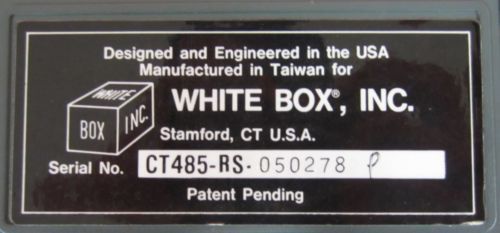 Designed and Engineered in the USA
Manufactured in Taiwan for
WHITE BOX INC.
WHITE BOX®, INC.
Stamford, CT U.S.A.
Serial No. CT485-RS-050278 P
Patent Pending